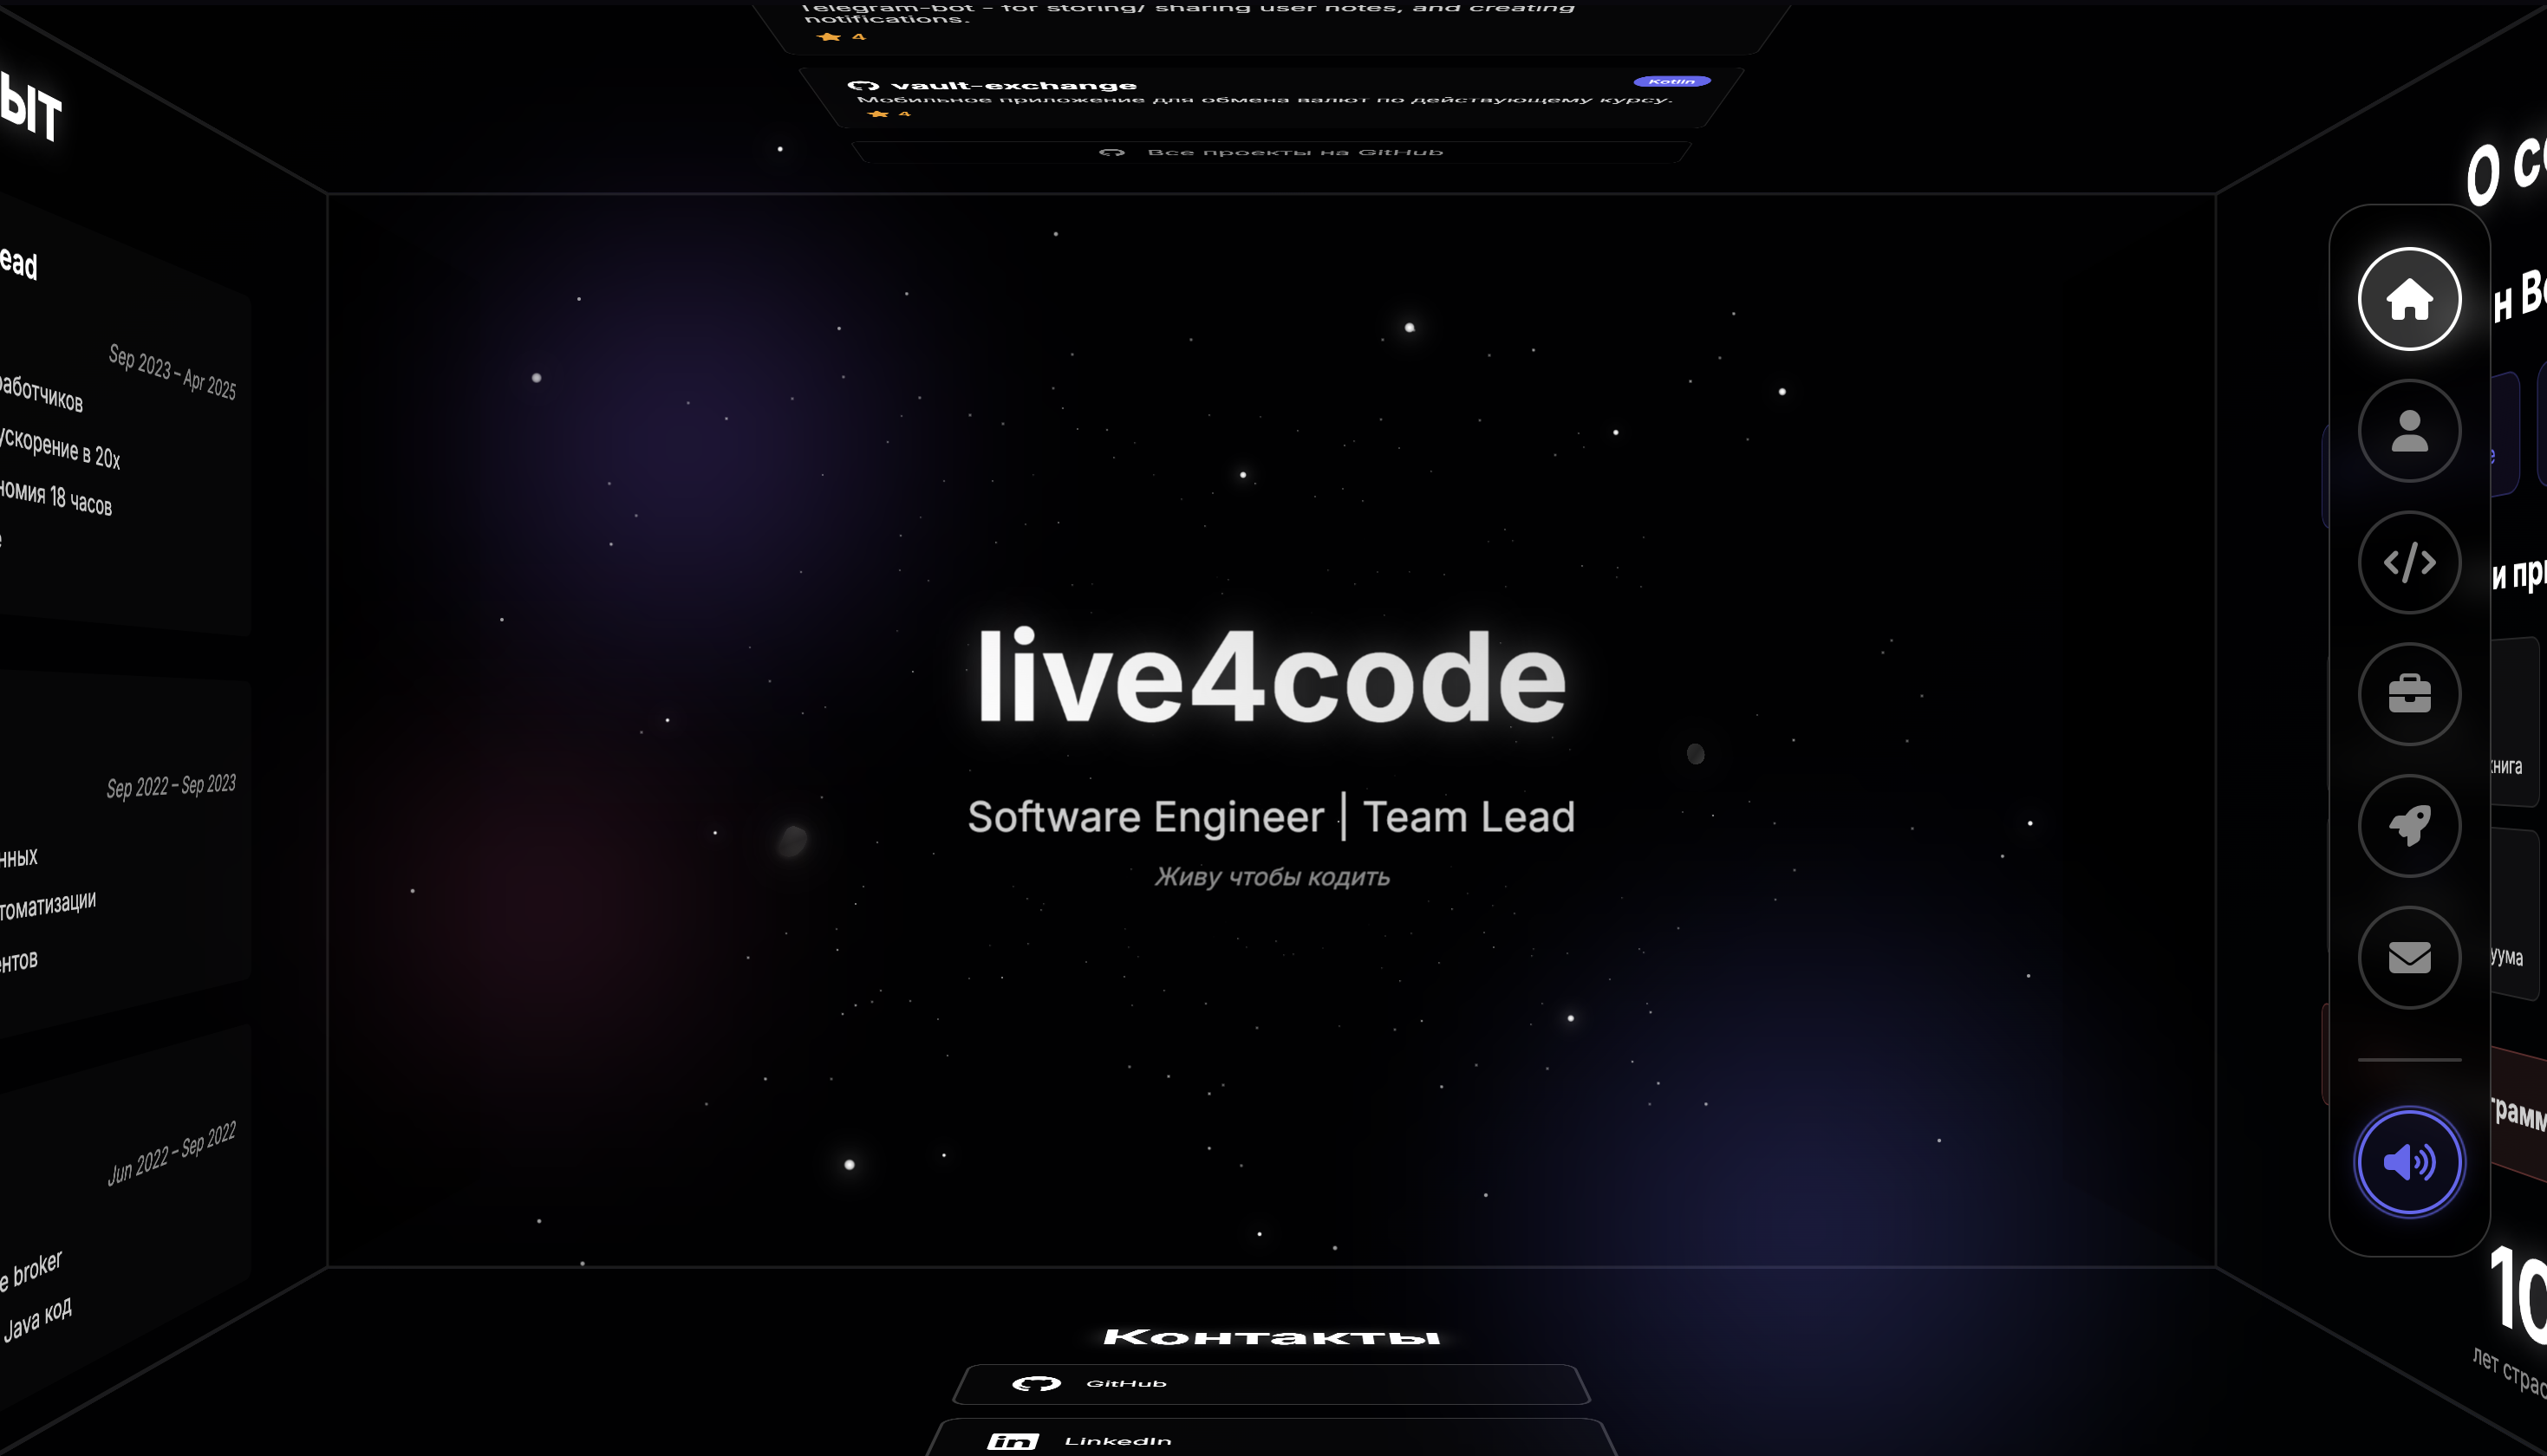 Telegram-bot - for storing/ sharing user notes, and creating
notifications.
4
vault-exchange
Kotlin
Мобильное приложение для обмена валют по действующему курсу.
4
Все проекты на GitHub
ЫТ
ead
Sep 2023 – Apr 2025
работчиков
ускорение в 20x
номия 18 часов
е
Sep 2022 – Sep 2023
нных
томатизации
ентов
Jun 2022 – Sep 2022
e broker
Java код
live4code
Software Engineer | Team Lead
Живу чтобы кодить
Контакты
GitHub
LinkedIn
О с
н В
е
и пр
книга
уума
грамм
10
лет страс